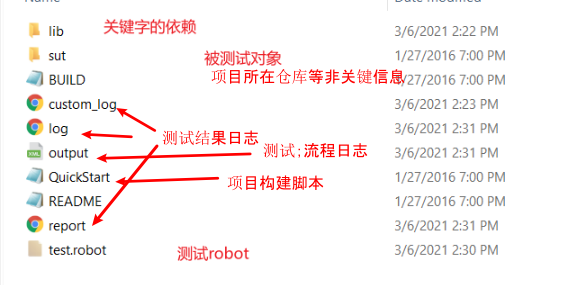 关键字的依赖
lib 3/6/2021 2:22 PM
sut 1/27/2016 7:00 PM
被测试对象
BUILD 项目所在仓库等非关键信息 /27/2016 7:00 PM
custom_log 3/6/2021 2:23 PM
log 测试结果日志 3/6/2021 2:31 PM
output 测试;流程日志 3/6/2021 2:31 PM
QuickStart 项目构建脚本 1/27/2016 7:00 PM
README 1/27/2016 7:00 PM
report 3/6/2021 2:31 PM
test.robot 测试robot 3/6/2021 2:30 PM